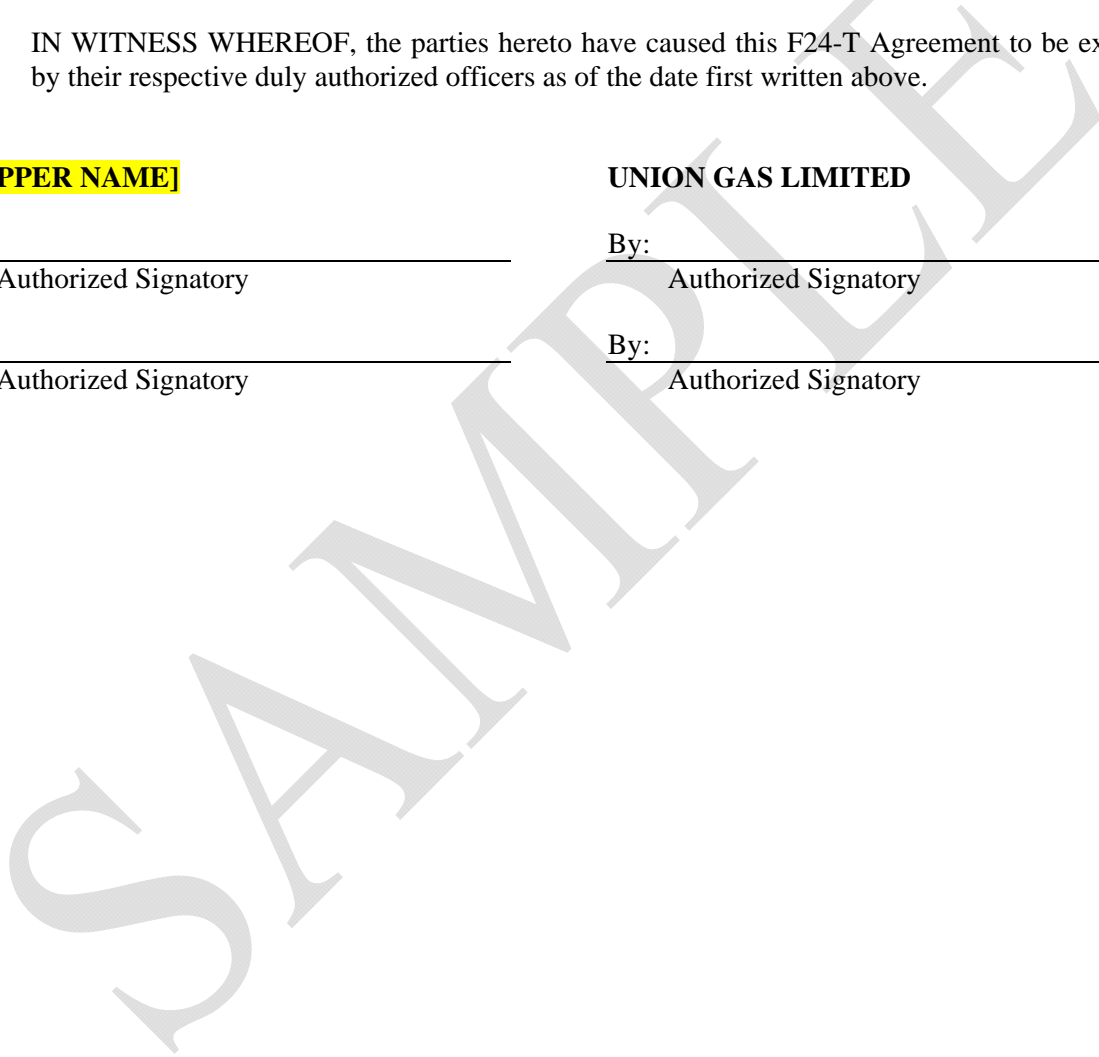 IN WITNESS WHEREOF, the parties hereto have caused this F24-T Agreement to be ex
by their respective duly authorized officers as of the date first written above.
PPER NAME]
UNION GAS LIMITED
By:
Authorized Signatory
Authorized Signatory
By:
Authorized Signatory
Authorized Signatory
SAMPLE